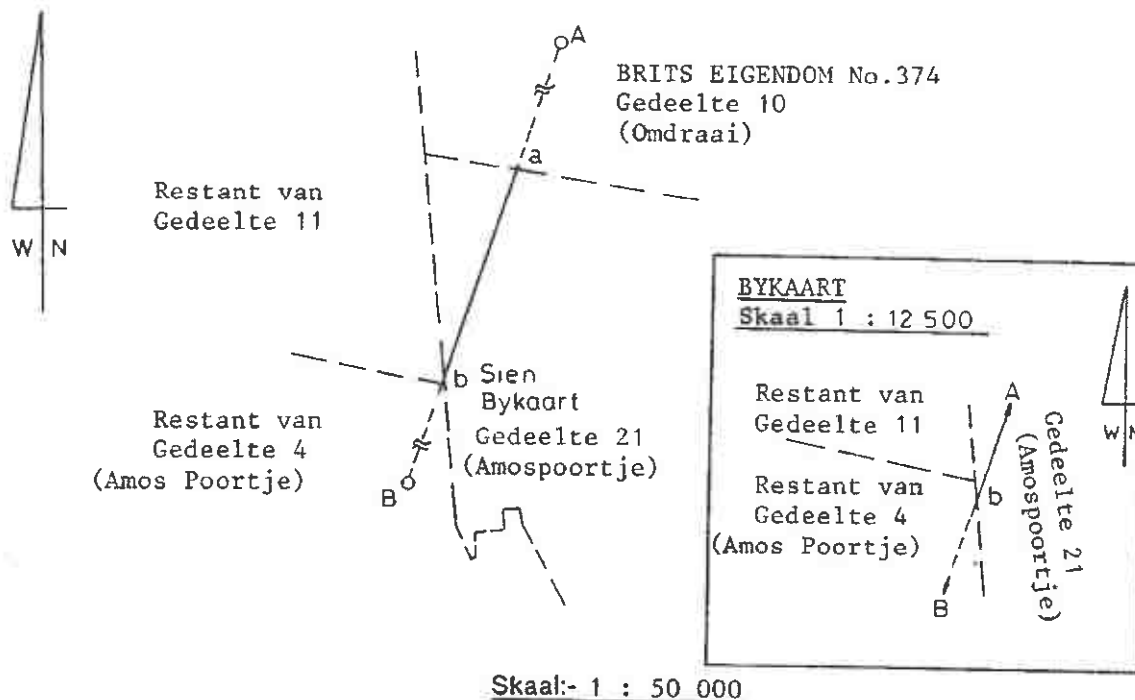 A
BRITS EIGENDOM No.374
Gedeelte 10
(Omdraai)
a
Restant van
Gedeelte 11
W N
b Sien
Bykaart
Restant van
Gedeelte 4
(Amos Poortje)
Gedeelte 21
(Amospoortje)
B
BYKAART
Skaal 1 : 12 500
W N
A
Restant van
Gedeelte 11
Gedeelte 21
(Amospoortje)
b
Restant van
Gedeelte 4
(Amos Poortje)
B
Skaal:- 1 : 50 000